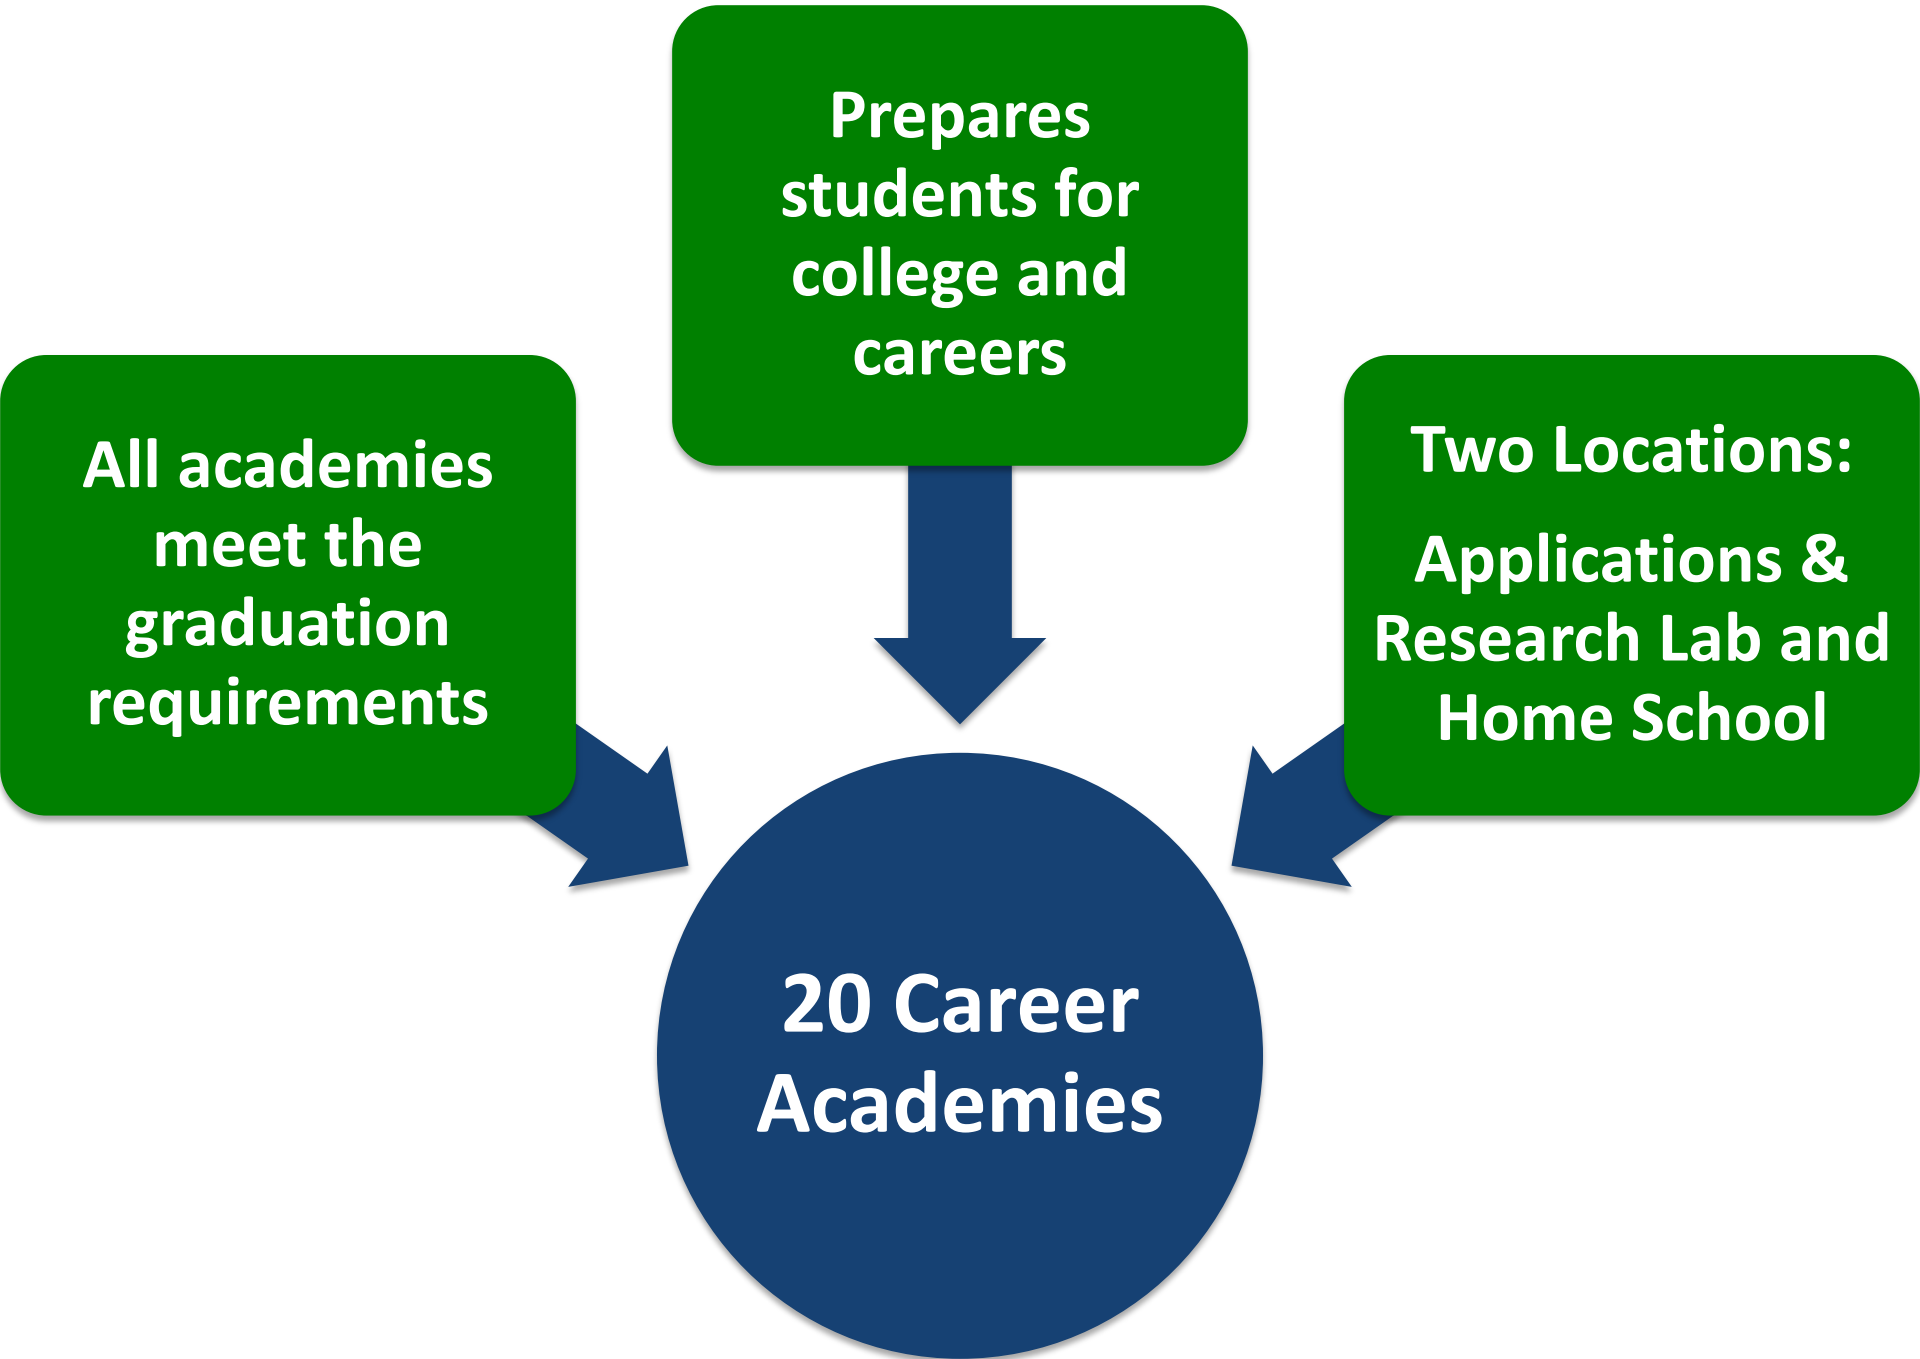 Prepares
students for
college and
careers
All academies
meet the
graduation
requirements
Two Locations:
Applications &
Research Lab and
Home School
20 Career
Academies